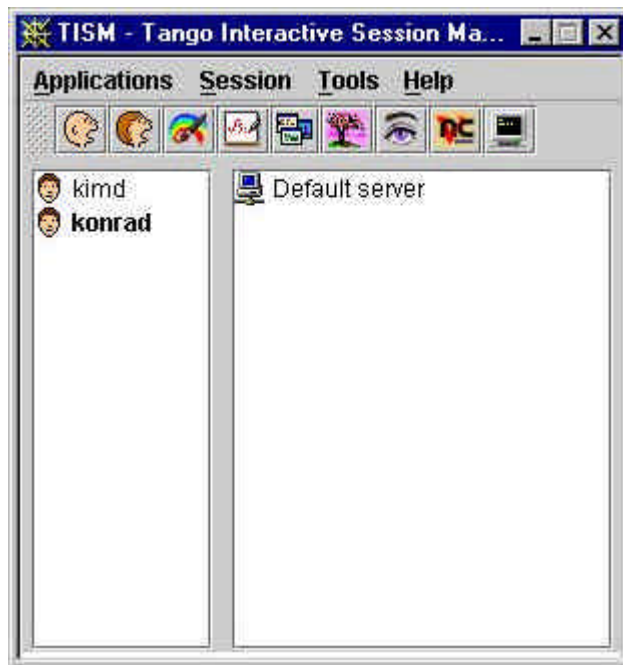 TISM - Tango Interactive Session Ma...
Applications Session Tools Help
kimd
konrad
Default server